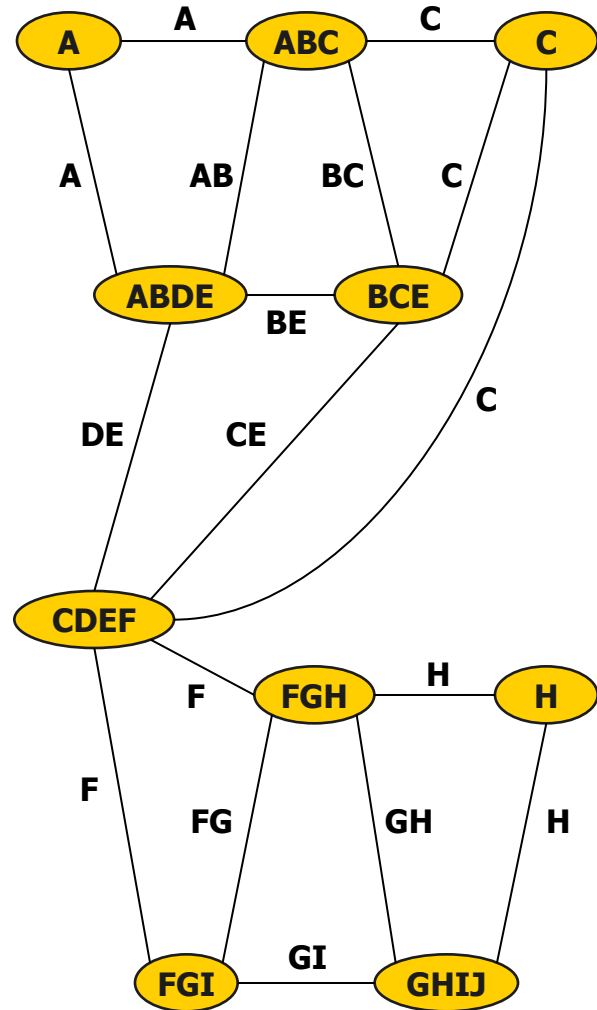 A
A ABC C C
A AB BC C
ABDE BE BCE
DE CE C
CDEF
F FGH H H
F FG GH H
FGI GI GHIJ